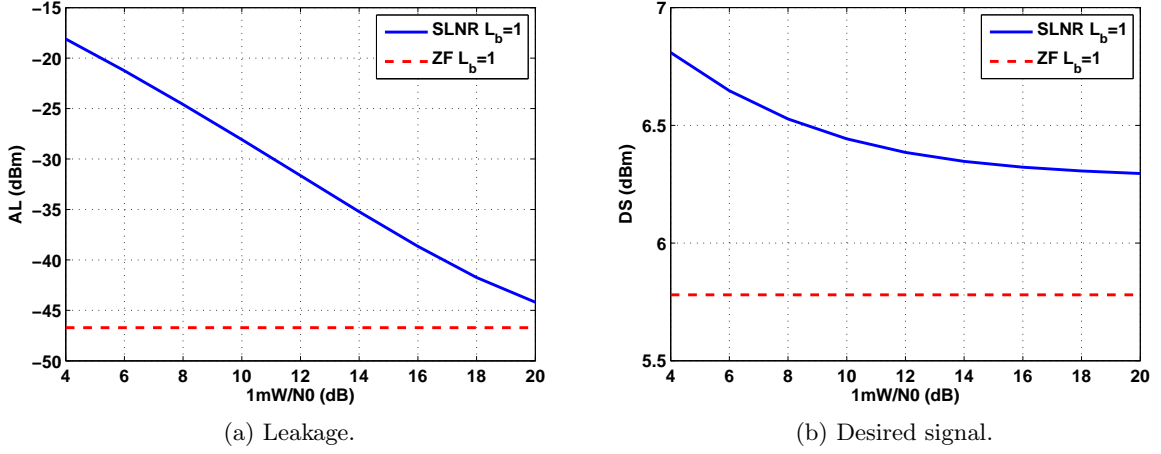 −15
−20
−25
−30
−35
−40
−45
−50
AL (dBm)
4 6 8 10 12 14 16 18 20
1mW/N0 (dB)
SLNR L_b=1
ZF L_b=1
(a) Leakage.
7
6.5
6
5.5
DS (dBm)
4 6 8 10 12 14 16 18 20
1mW/N0 (dB)
SLNR L_b=1
ZF L_b=1
(b) Desired signal.